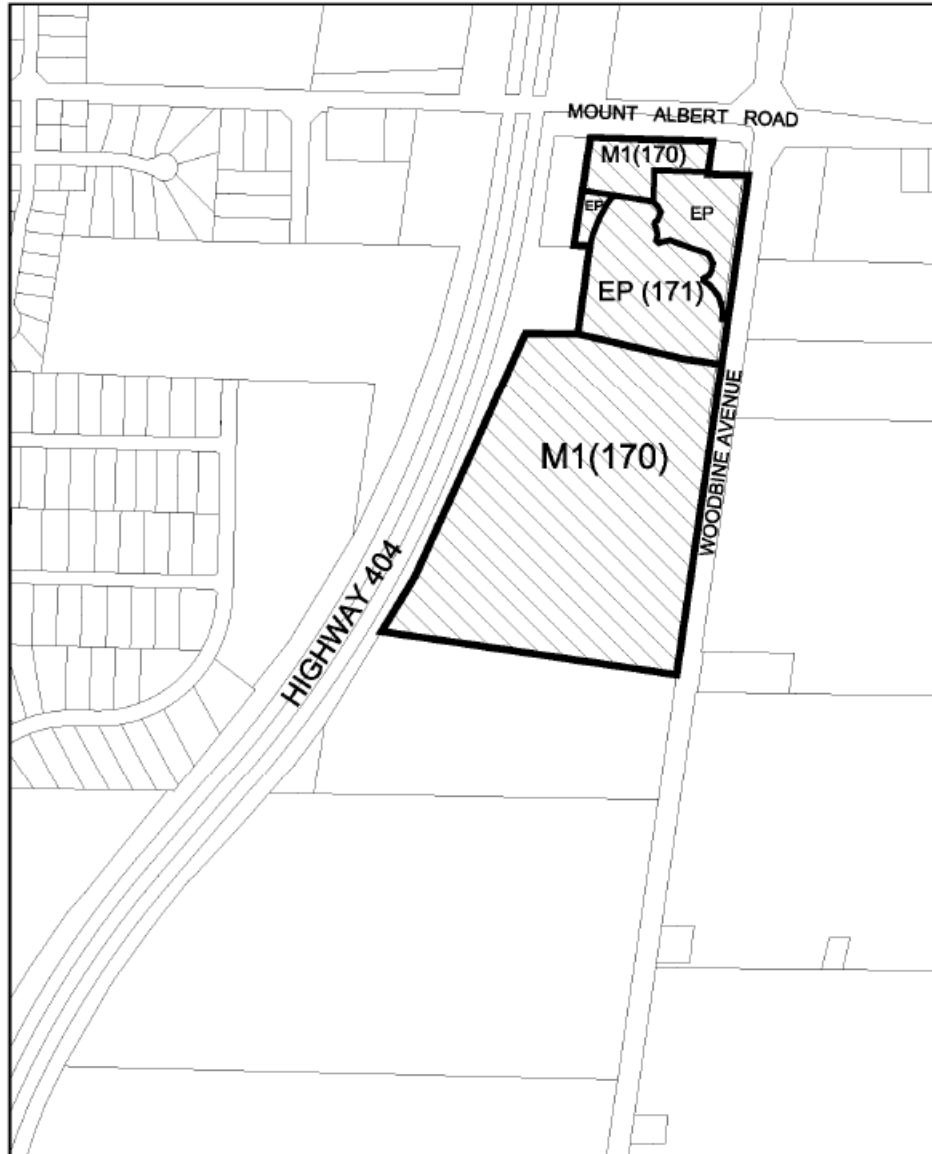 MOUNT ALBERT ROAD
M1(170)
EP
EP
EP (171)
M1(170)
WOODBINE AVENUE
HIGHWAY 404